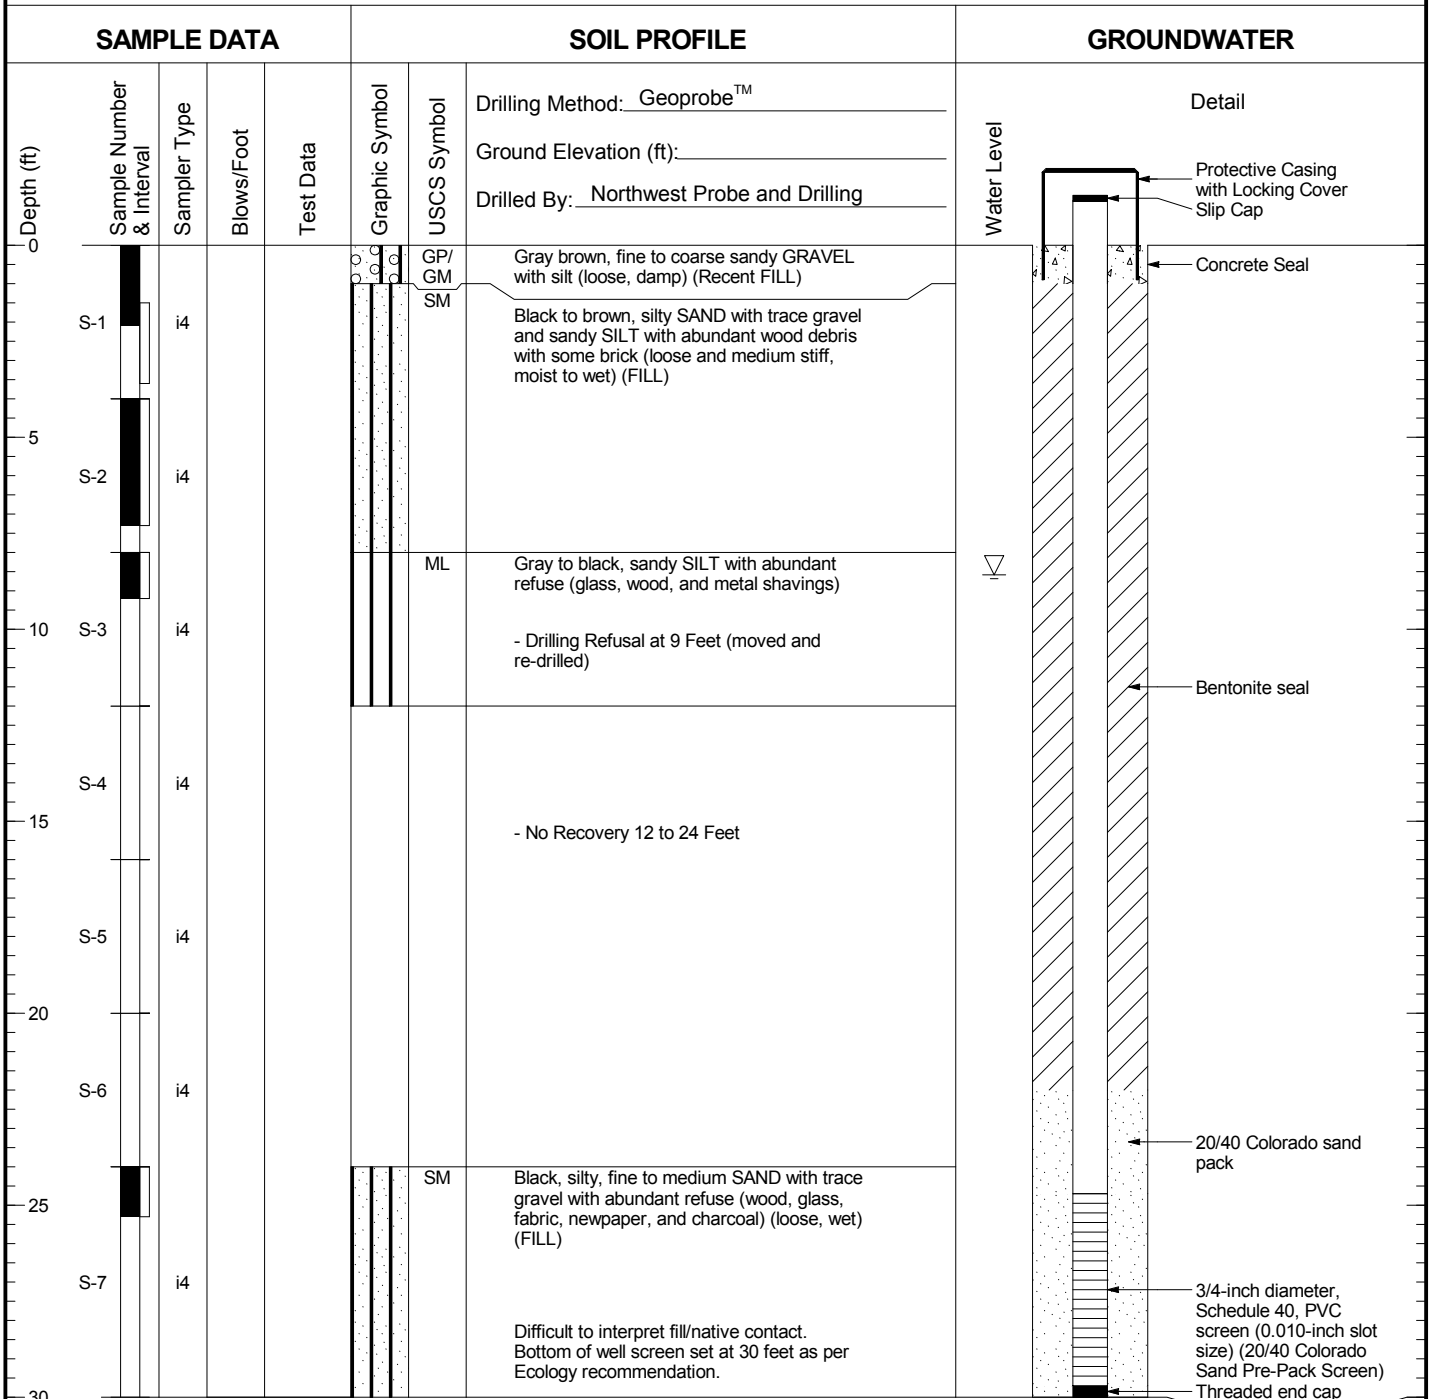 SAMPLE DATA
SOIL PROFILE
GROUNDWATER
Depth (ft)
Sample Number
& Interval
Sampler Type
Blows/Foot
Test Data
Graphic Symbol
USCS Symbol
Drilling Method: Geoprobe™
Ground Elevation (ft):
Drilled By: Northwest Probe and Drilling
Water Level
Detail
Protective Casing
with Locking Cover
Slip Cap
0
GP/
GM
Gray brown, fine to coarse sandy GRAVEL
with silt (loose, damp) (Recent FILL)
Concrete Seal
S-1
i4
SM
Black to brown, silty SAND with trace gravel
and sandy SILT with abundant wood debris
with some brick (loose and medium stiff,
moist to wet) (FILL)
5
S-2
i4
ML
Gray to black, sandy SILT with abundant
refuse (glass, wood, and metal shavings)
10
S-3
i4
- Drilling Refusal at 9 Feet (moved and
re-drilled)
Bentonite seal
S-4
i4
15
- No Recovery 12 to 24 Feet
S-5
i4
20
S-6
i4
20/40 Colorado sand
pack
SM
Black, silty, fine to medium SAND with trace
gravel with abundant refuse (wood, glass,
fabric, newpaper, and charcoal) (loose, wet)
(FILL)
25
S-7
i4
3/4-inch diameter,
Schedule 40, PVC
screen (0.010-inch slot
size) (20/40 Colorado
Sand Pre-Pack Screen)
Difficult to interpret fill/native contact.
Bottom of well screen set at 30 feet as per
Ecology recommendation.
Threaded end cap
30